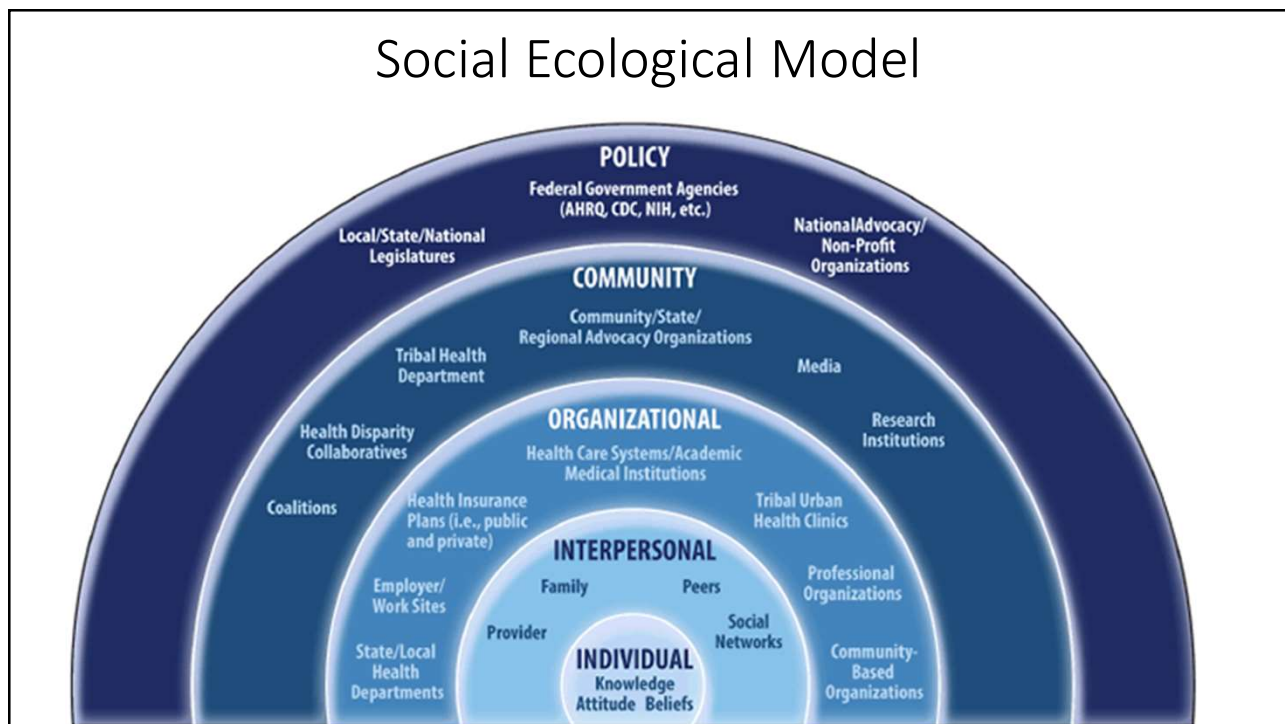 Social Ecological Model
POLICY
Federal Government Agencies
(AHRQ, CDC, NIH, etc.)
Local/State/National
Legislatures
NationalAdvocacy/
Non-Profit
Organizations
COMMUNITY
Community/State/
Regional Advocacy Organizations
Tribal Health
Department
Media
Health Disparity
Collaboratives
Research
Institutions
Coalitions
ORGANIZATIONAL
Health Care Systems/Academic
Medical Institutions
Health Insurance
Plans (i.e., public
and private)
Tribal Urban
Health Clinics
Employer/
Work Sites
Professional
Organizations
State/Local
Health
Departments
Community-
Based
Organizations
INTERPERSONAL
Family
Peers
Provider
Social
Networks
INDIVIDUAL
Knowledge
Attitude Beliefs